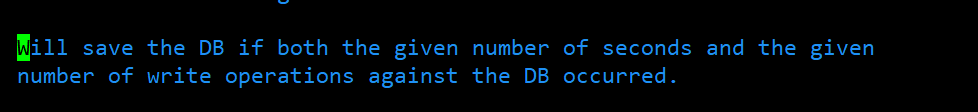 Will save the DB if both the given number of seconds and the given
number of write operations against the DB occurred.